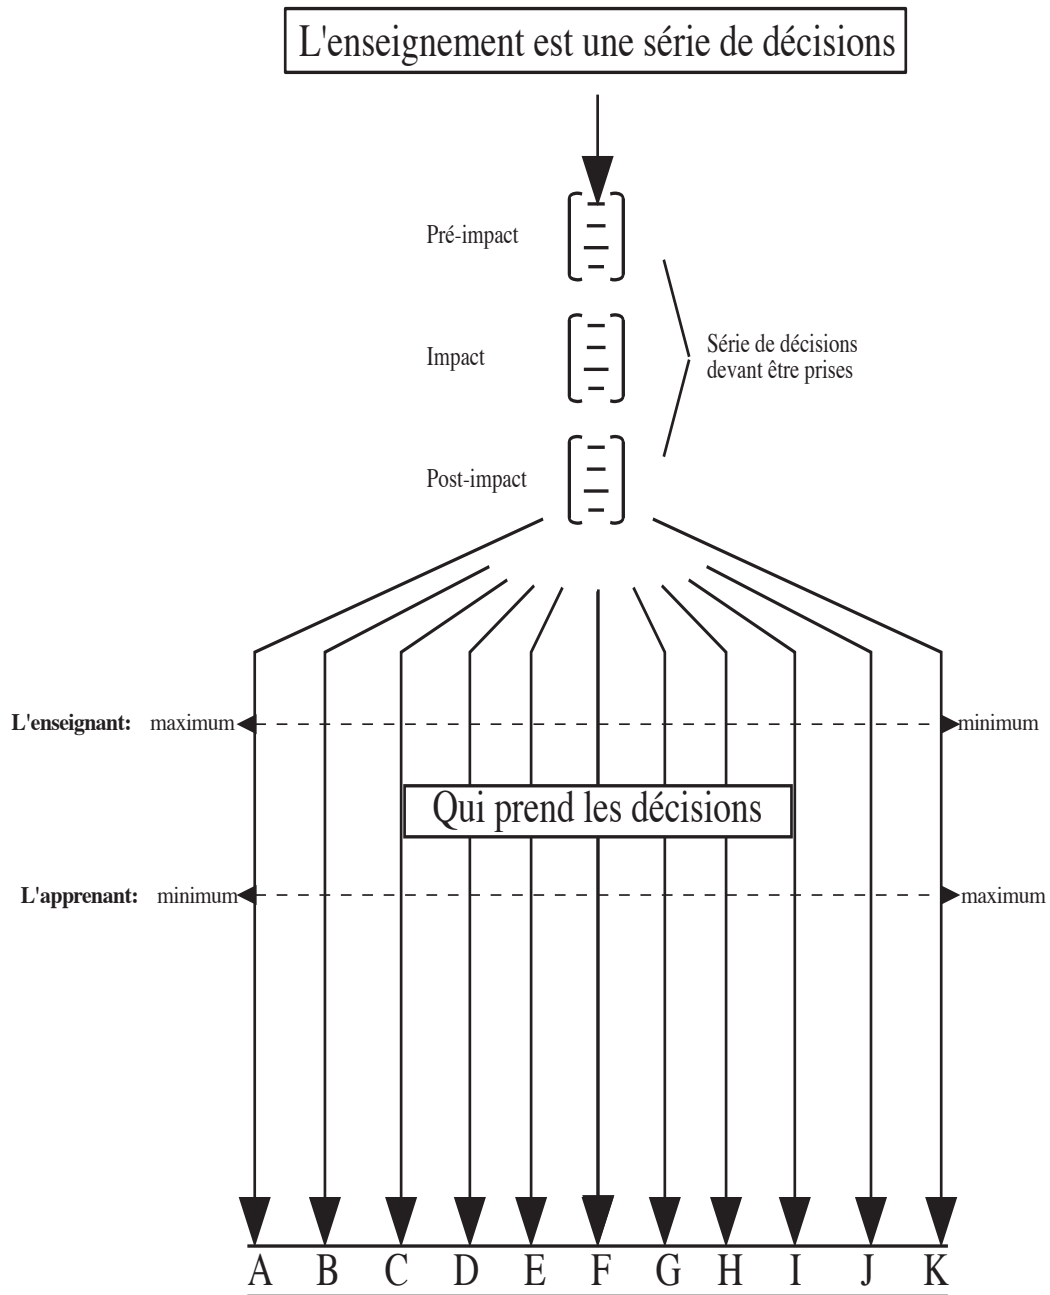 L'enseignement est une série de décisions
Pré-impact
Impact
Série de décisions
devant être prises
Post-impact
L'enseignant: maximum minimum
Qui prend les décisions
L'apprenant: minimum maximum
A B C D E F G H I J K